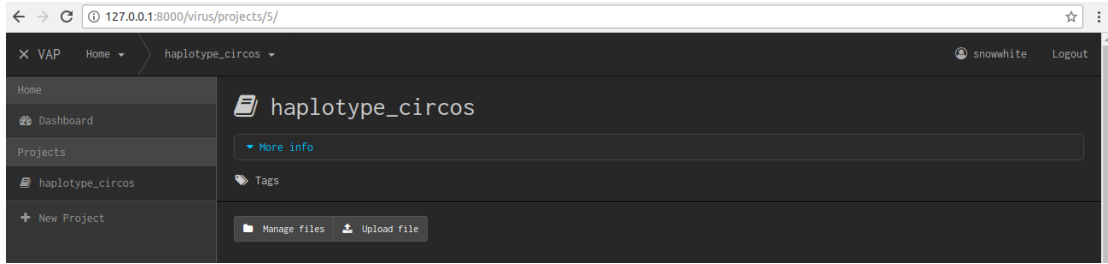 127.0.0.1:8000/virus/projects/5/
VAP Home haplotype_circos snowwhite Logout
Home
Dashboard
Projects
haplotype_circos
New Project
haplotype_circos
More info
Tags
Manage files Upload file